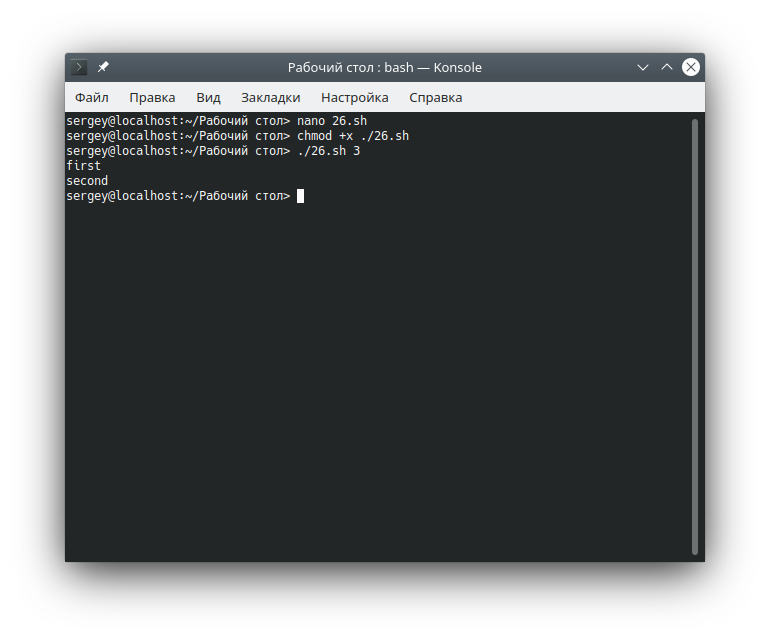 Рабочий стол : bash — Konsole
Файл Правка Вид Закладки Настройка Справка
sergey@localhost:~/Рабочий стол> nano 26.sh
sergey@localhost:~/Рабочий стол> chmod +x ./26.sh
sergey@localhost:~/Рабочий стол> ./26.sh 3
first
second
sergey@localhost:~/Рабочий стол>